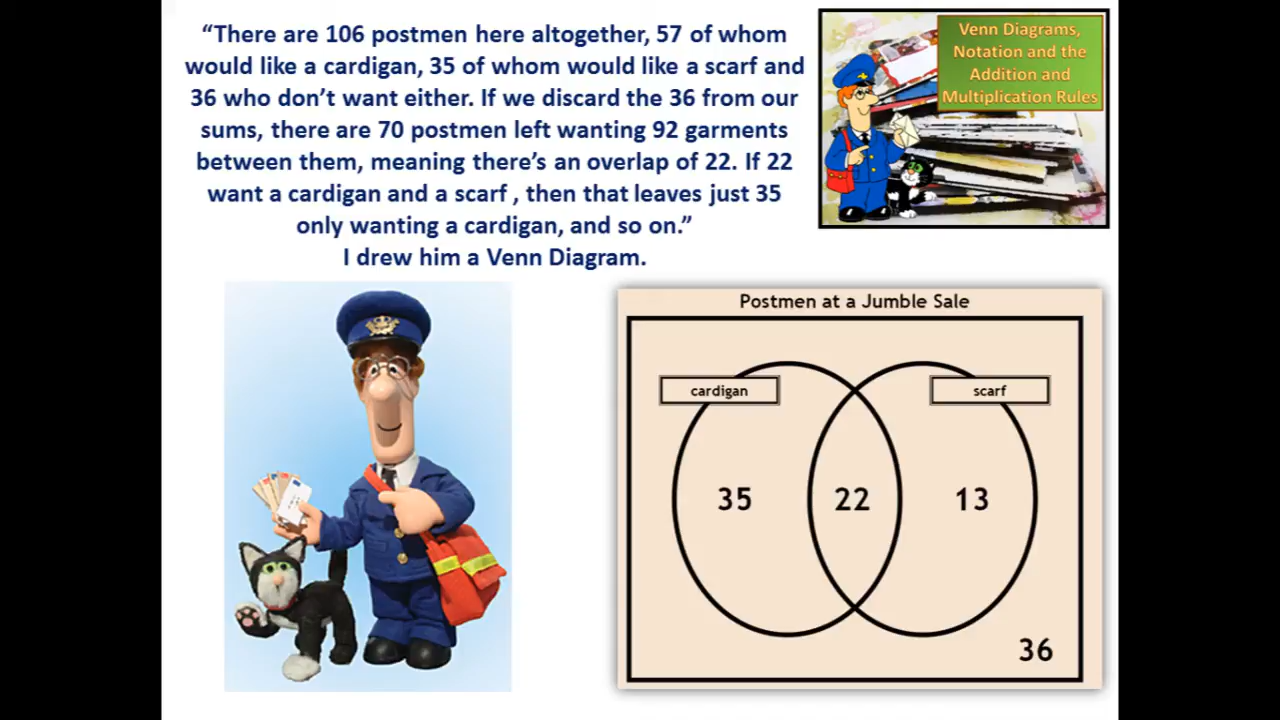 “There are 106 postmen here altogether, 57 of whom
would like a cardigan, 35 of whom would like a scarf and
36 who don’t want either. If we discard the 36 from our
sums, there are 70 postmen left wanting 92 garments
between them, meaning there’s an overlap of 22. If 22
want a cardigan and a scarf , then that leaves just 35
only wanting a cardigan, and so on.”
I drew him a Venn Diagram.
Venn Diagrams,
Notation and the
Addition and
Multiplication Rules
Postmen at a Jumble Sale
cardigan
scarf
35
22
13
36